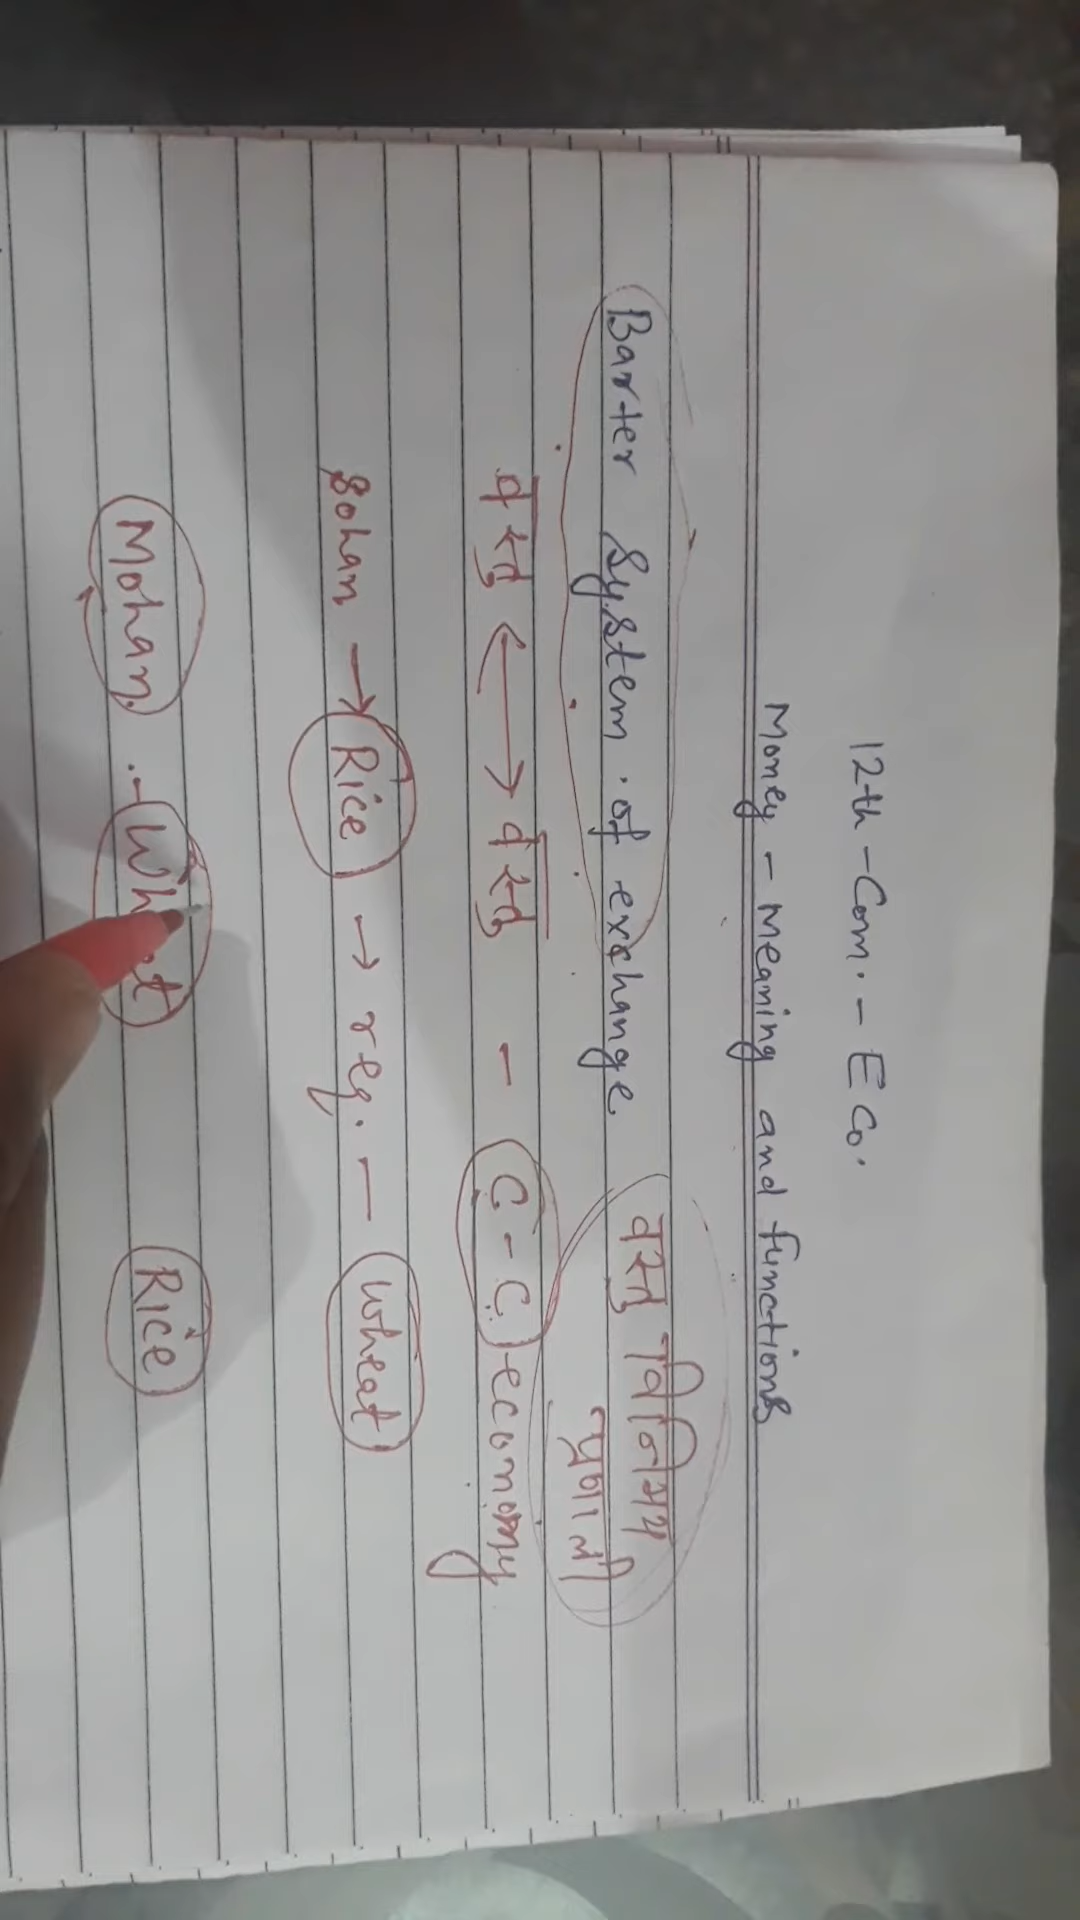 12th - Com. - Eco.
Money - Meaning and functions
Barter System of exchange वस्तु विनिमय
प्रणाली
वस्तु ⟷ वस्तु - C - C economy
Sohan → Rice → req. - Wheat
Mohan. - Rice